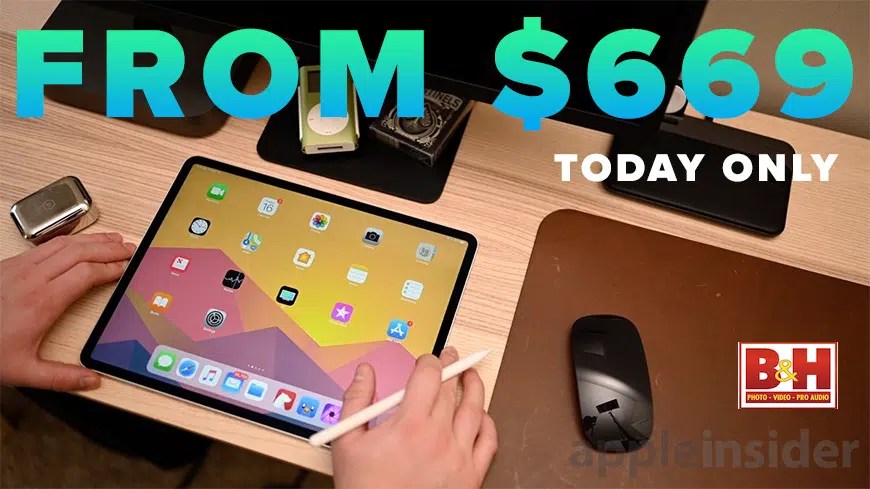 FROM $669
TODAY ONLY
B&H
PHOTO - VIDEO - PRO AUDIO
appleinsider